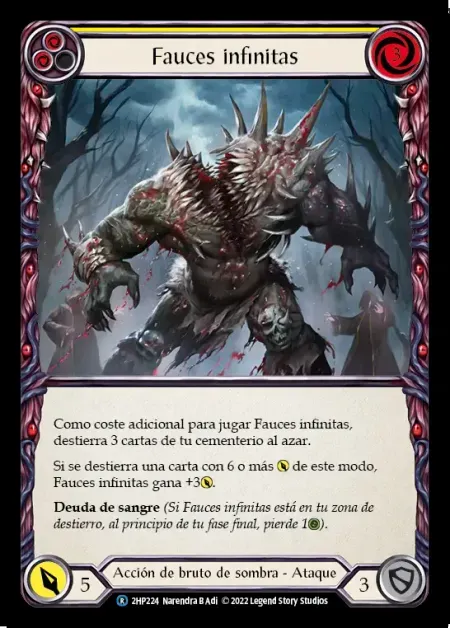 Fauces infinitas
3
Como coste adicional para jugar Fauces infinitas,
destierra 3 cartas de tu cementerio al azar.
Si se destierra una carta con 6 o más de este modo,
Fauces infinitas gana +3.
Deuda de sangre (Si Fauces infinitas está en tu zona de
destierro, al principio de tu fase final, pierde 1).
5
Acción de bruto de sombra - Ataque
3
R 2HP224 Narendra B Adi © 2022 Legend Story Studios